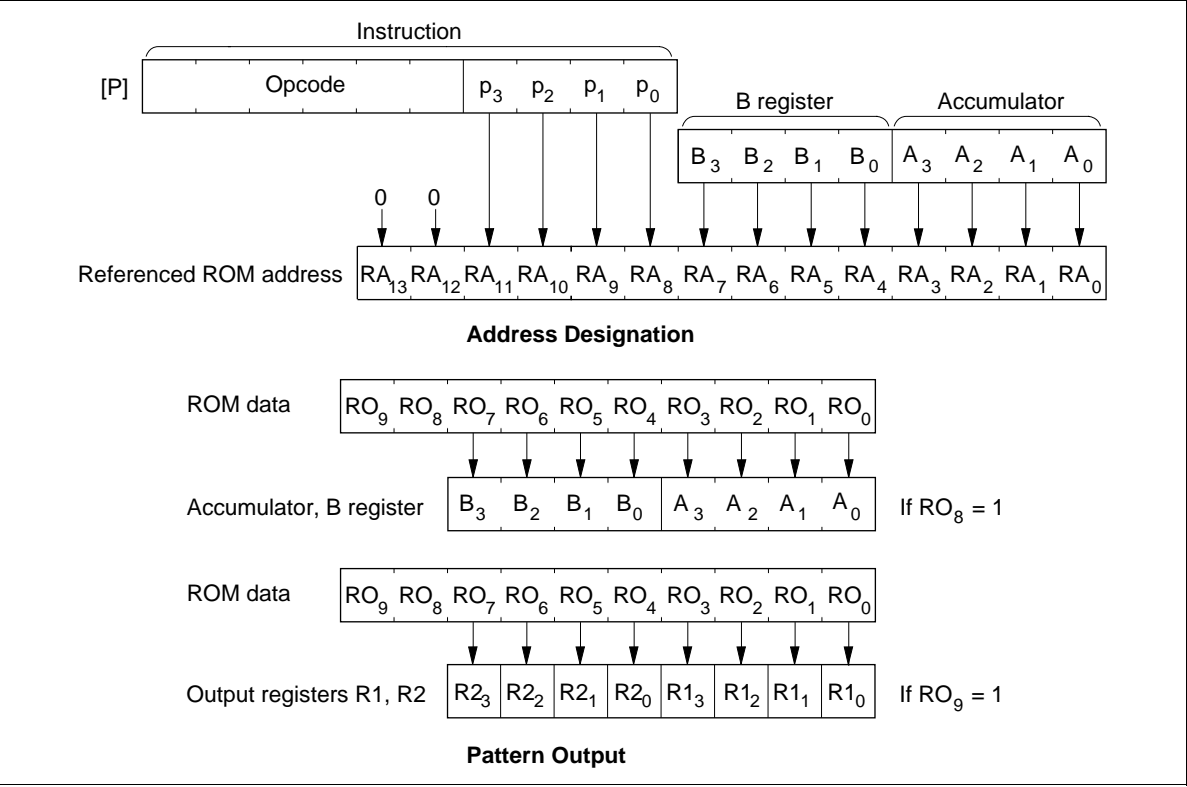 Instruction
[P] Opcode p3 p2 p1 p0
B register Accumulator
B3 B2 B1 B0 A3 A2 A1 A0
0 0
Referenced ROM address RA13 RA12 RA11 RA10 RA9 RA8 RA7 RA6 RA5 RA4 RA3 RA2 RA1 RA0
Address Designation
ROM data RO9 RO8 RO7 RO6 RO5 RO4 RO3 RO2 RO1 RO0
Accumulator, B register B3 B2 B1 B0 A3 A2 A1 A0 If RO8 = 1
ROM data RO9 RO8 RO7 RO6 RO5 RO4 RO3 RO2 RO1 RO0
Output registers R1, R2 R23 R22 R21 R20 R13 R12 R11 R10 If RO9 = 1
Pattern Output